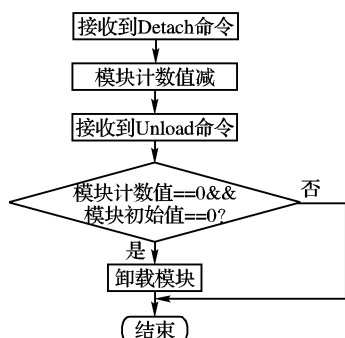 接收到Detach命令
模块计数值减
接收到Unload命令
模块计数值==0&&
模块初始值==0?
否
是
卸载模块
结束